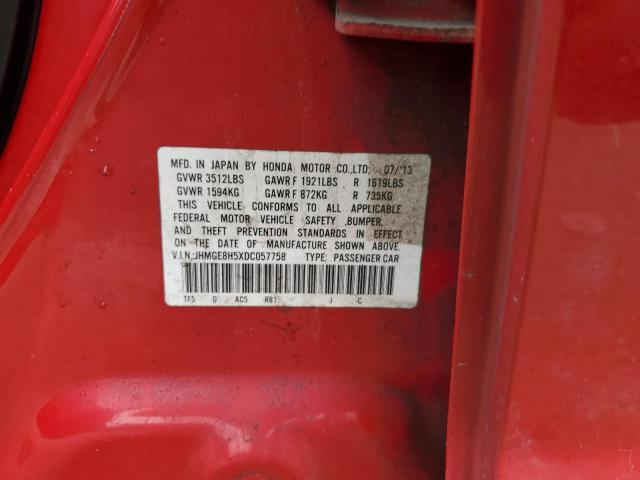 MFD. IN JAPAN BY HONDA MOTOR CO.,LTD. 07/'13
GVWR 3512LBS GAWR F 1921LBS R 1619LBS
GVWR 1594KG GAWR F 872KG R 735KG
THIS VEHICLE CONFORMS TO ALL APPLICABLE
FEDERAL MOTOR VEHICLE SAFETY ,BUMPER,
AND THEFT PREVENTION STANDARDS IN EFFECT
ON THE DATE OF MANUFACTURE SHOWN ABOVE.
V.I.N:JHMGE8H5XDC057758 TYPE: PASSENGER CAR
TF5 D AC5 R81 J C